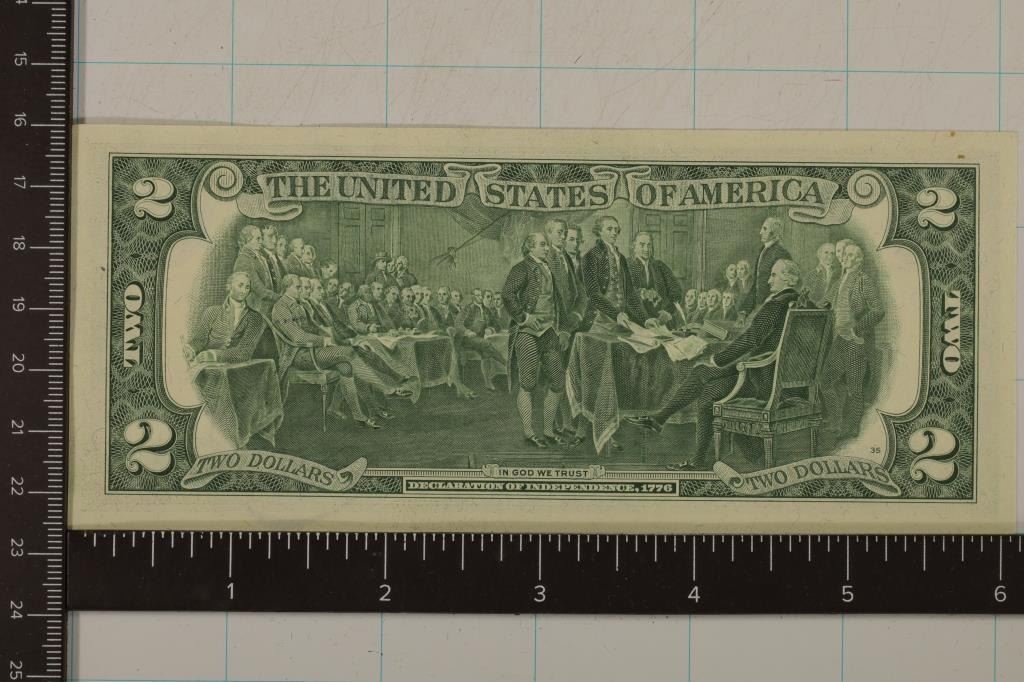 THE UNITED STATES OF AMERICA
2
2
TWO
TWO
2
2
TWO DOLLARS
TWO DOLLARS
35
IN GOD WE TRUST
DECLARATION OF INDEPENDENCE, 1776
15
16
17
18
19
20
21
22
23
24
25
1 2 3 4 5 6